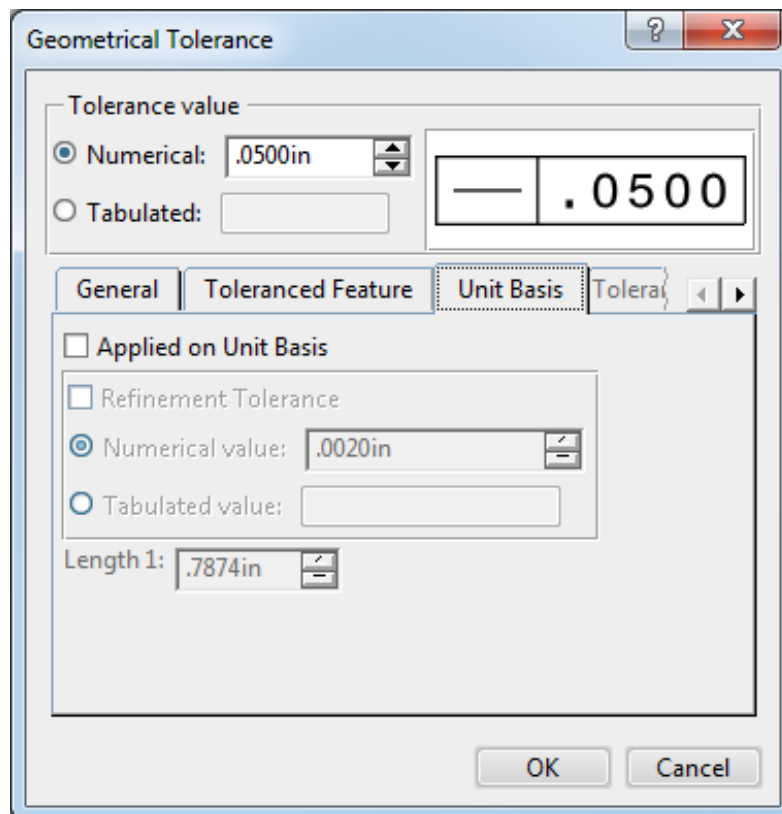 Geometrical Tolerance
Tolerance value
Numerical: .0500in
Tabulated:
.0500
General Toleranced Feature Unit Basis
Applied on Unit Basis
Refinement Tolerance
Numerical value: .0020in
Tabulated value:
Length 1: .7874in
OK Cancel